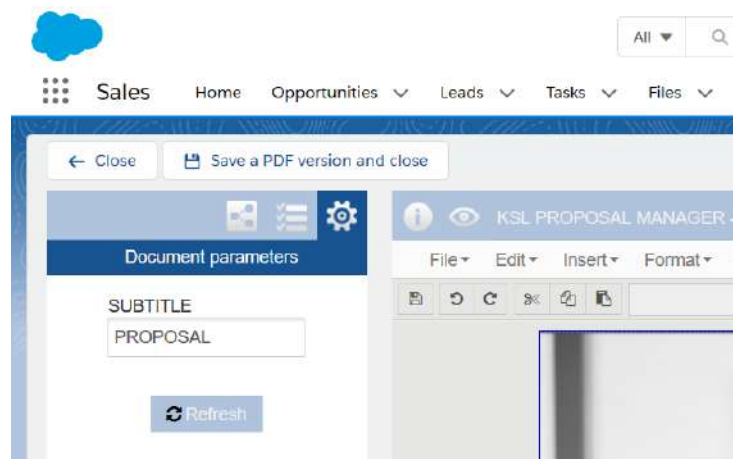 All
Sales Home Opportunities Leads Tasks Files
Close Save a PDF version and close
KSL PROPOSAL MANAGER
Document parameters
File Edit Insert Format
SUBTITLE
PROPOSAL
Refresh